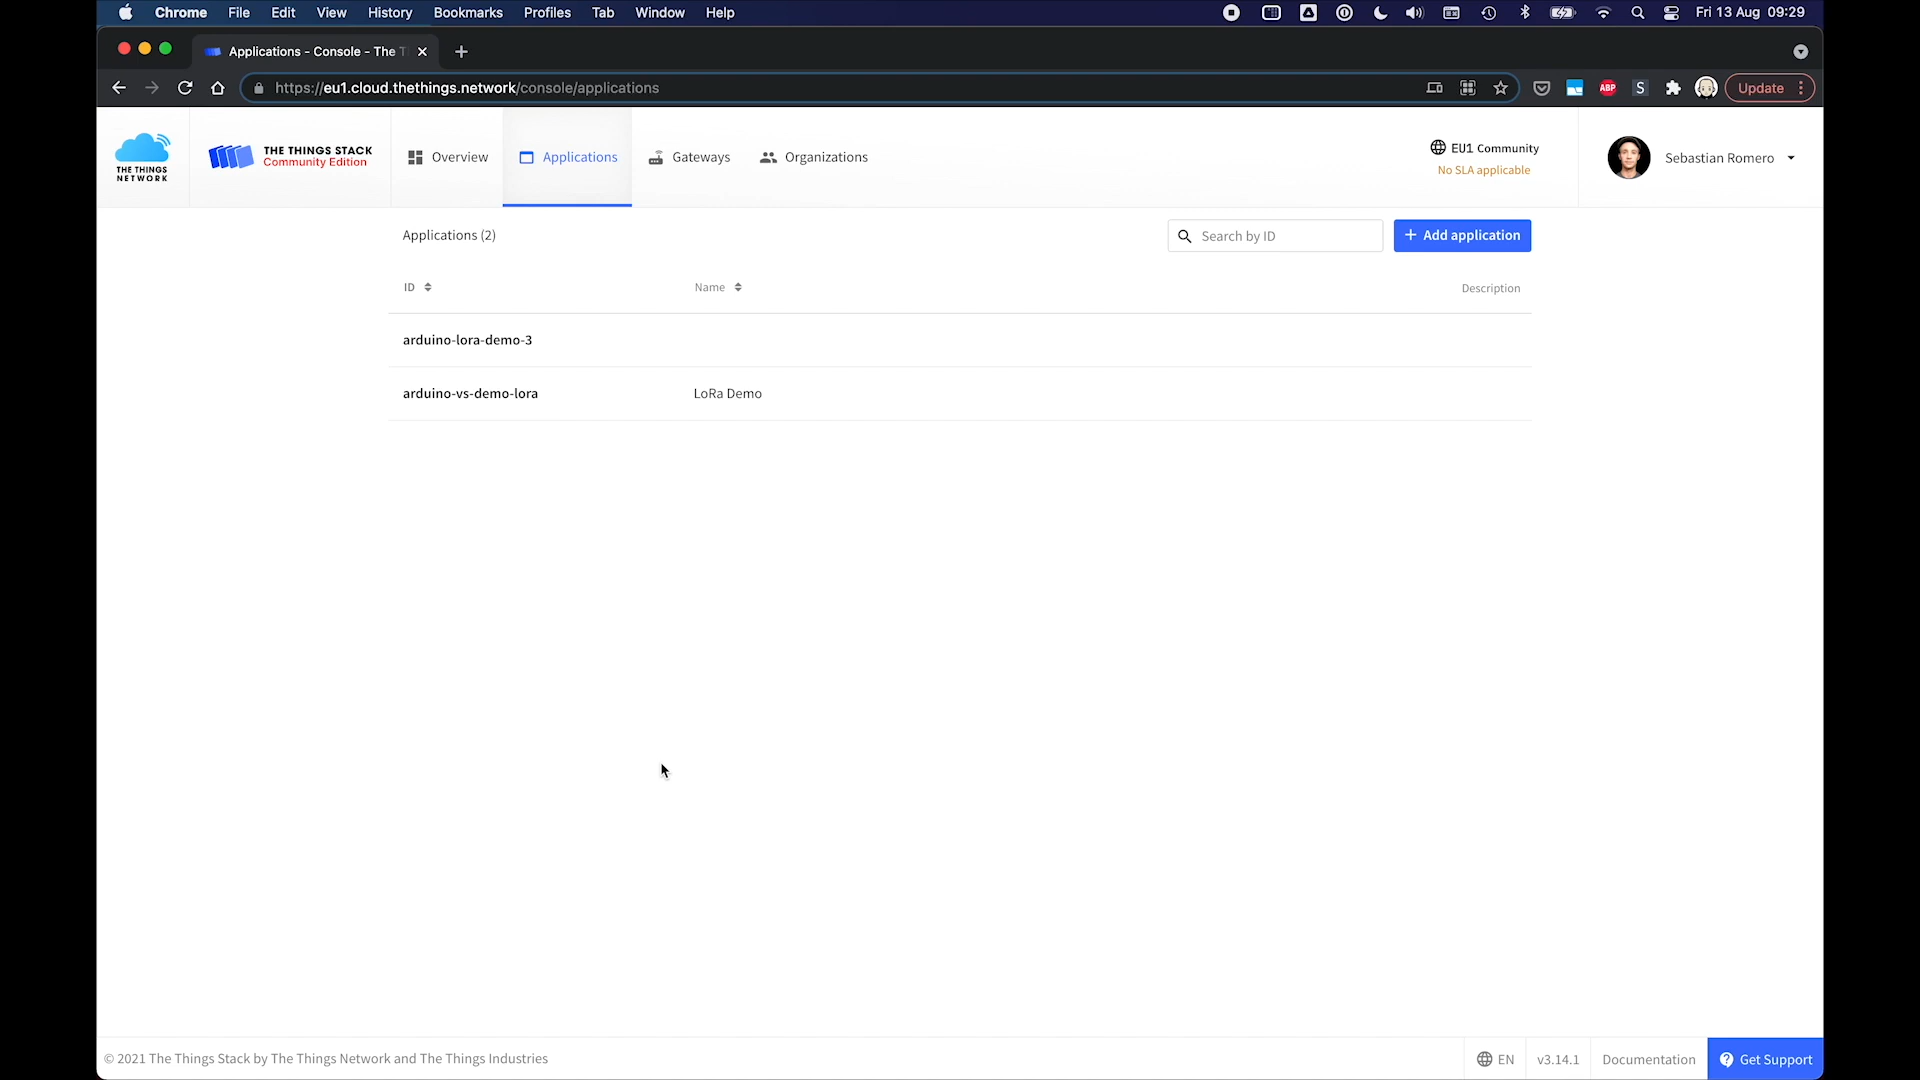 Chrome File Edit View History Bookmarks Profiles Tab Window Help Fri 13 Aug 09:29
Applications - Console - The T
https://eu1.cloud.thethings.network/console/applications ABP S Update
THE THINGS NETWORK
THE THINGS STACK
Community Edition
Overview Applications Gateways Organizations
EU1 Community
No SLA applicable
Sebastian Romero
Applications (2) Search by ID + Add application
ID Name Description
arduino-lora-demo-3
arduino-vs-demo-lora LoRa Demo
© 2021 The Things Stack by The Things Network and The Things Industries EN v3.14.1 Documentation Get Support